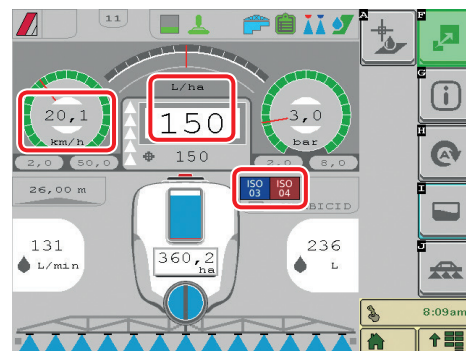 11
A
F
L/ha
G
20,1
150
3,0
km/h
bar
H
2,0 50,0
150
2,0 8,0
26,00 m
ISO 03
ISO 04
BICID
I
131
L/min
360,2
ha
236
L
J
8:09am